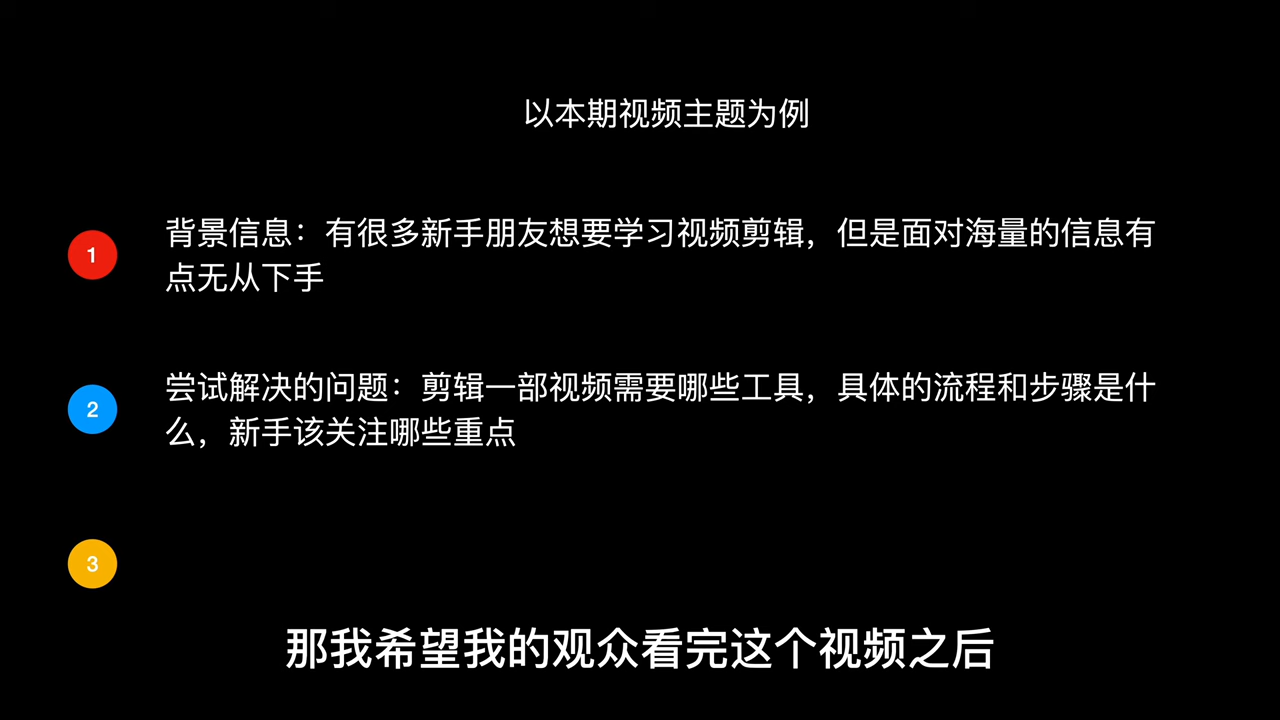 以本期视频主题为例
1
背景信息：有很多新手朋友想要学习视频剪辑，但是面对海量的信息有
点无从下手
2
尝试解决的问题：剪辑一部视频需要哪些工具，具体的流程和步骤是什
么，新手该关注哪些重点
3
那我希望我的观众看完这个视频之后